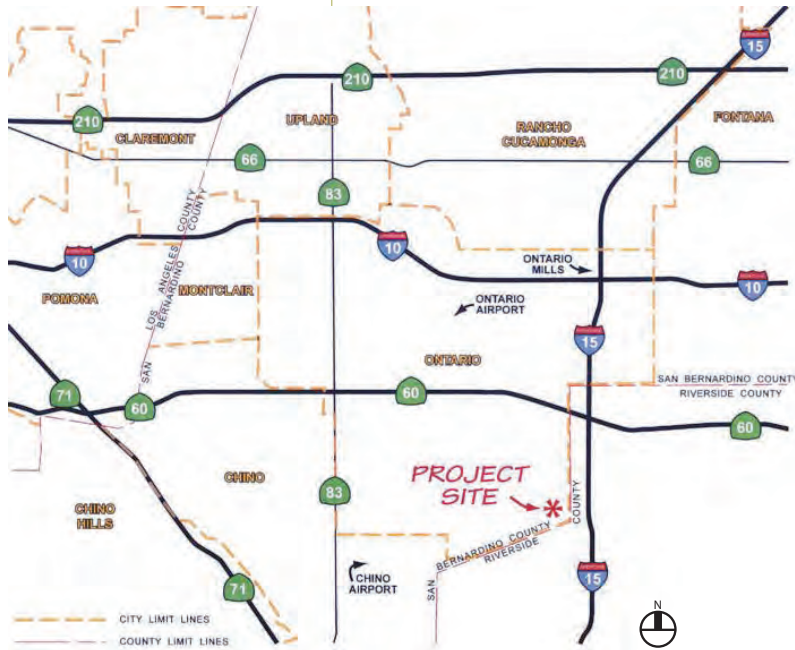 15
210
210
210
CLAREMONT
UPLAND
RANCHO
CUCAMONGA
FONTANA
66
66
83
LOS ANGELES COUNTY
SAN BERNARDINO COUNTY
10
10
10
ONTARIO
MILLS
POMONA
MONTCLAIR
ONTARIO
AIRPORT
15
ONTARIO
SAN BERNARDINO COUNTY
RIVERSIDE COUNTY
71
60
60
60
PROJECT
SITE
CHINO
83
CHINO
HILLS
SAN BERNARDINO COUNTY
RIVERSIDE COUNTY
CHINO
AIRPORT
71
15
CITY LIMIT LINES
COUNTY LIMIT LINES
N